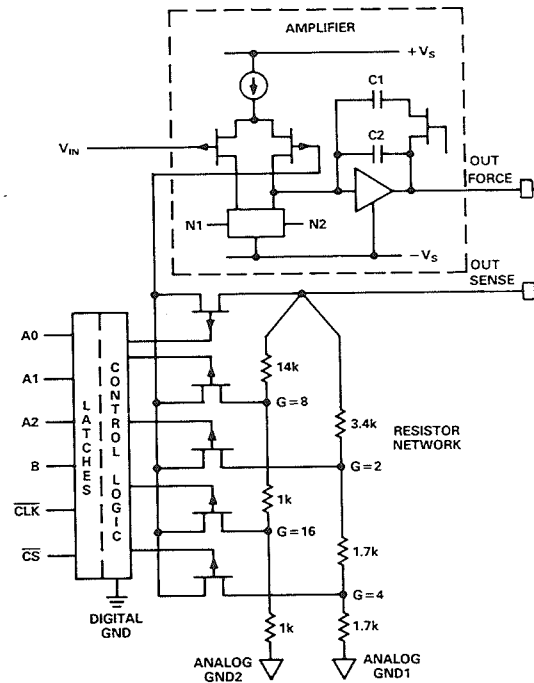 AMPLIFIER
+VS
C1
C2
VIN
OUT
FORCE
N1
N2
−VS
OUT
SENSE
A0
A1
A2
B
CLK
CS
LATCHES
CONTROL LOGIC
DIGITAL
GND
14k
G=8
3.4k
RESISTOR
NETWORK
G=2
1k
G=16
1.7k
G=4
1k
1.7k
ANALOG
GND2
ANALOG
GND1